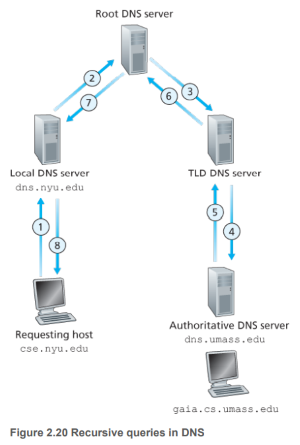 Root DNS server
2
7
6
3
Local DNS server
dns.nyu.edu
TLD DNS server
1
8
5
4
Requesting host
cse.nyu.edu
Authoritative DNS server
dns.umass.edu
gaia.cs.umass.edu
Figure 2.20 Recursive queries in DNS